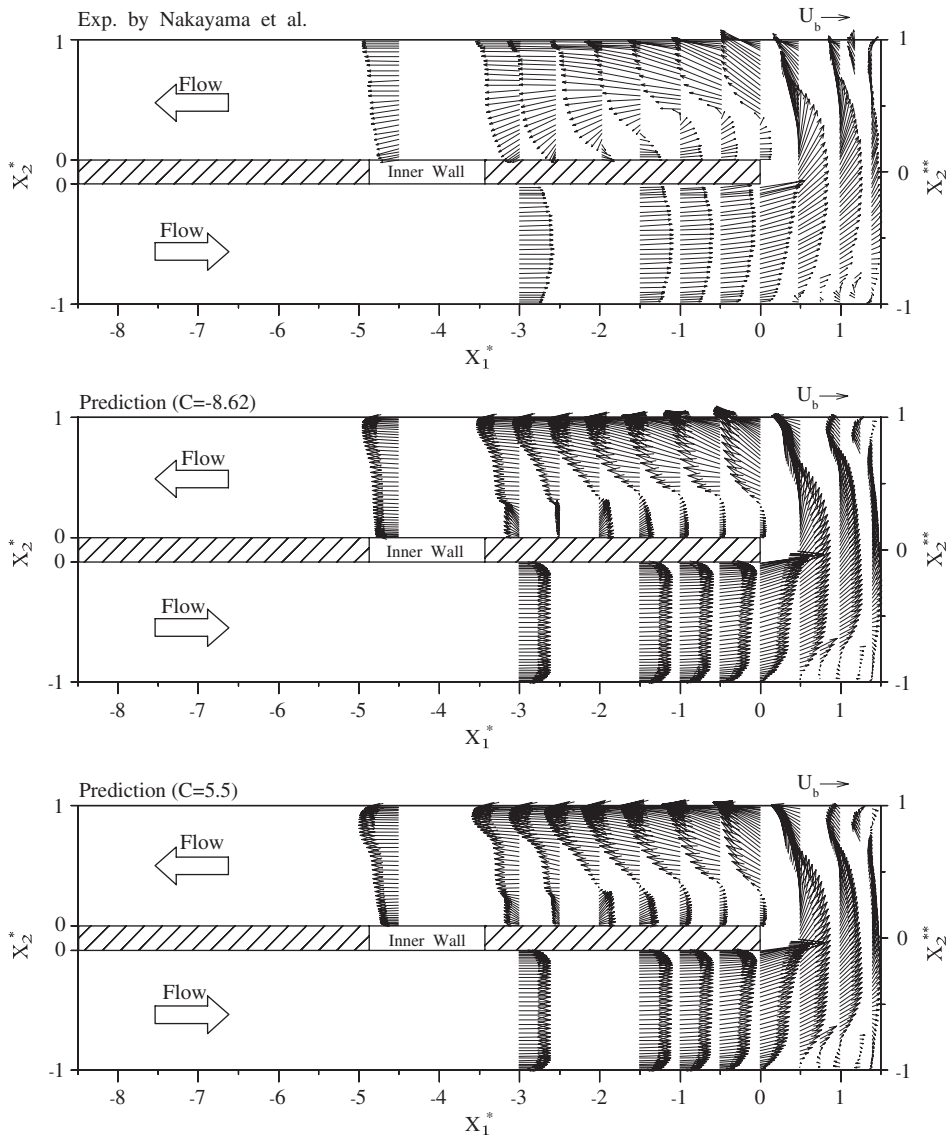 Exp. by Nakayama et al.
U_b
1
1
Flow
X_2^*
0
0
Inner Wall
0
X_2^**
Flow
-1
-1
-8 -7 -6 -5 -4 -3 -2 -1 0 1
X_1^*
Prediction (C=-8.62)
U_b
1
1
Flow
X_2^*
0
0
Inner Wall
0
X_2^**
Flow
-1
-1
-8 -7 -6 -5 -4 -3 -2 -1 0 1
X_1^*
Prediction (C=5.5)
U_b
1
1
Flow
X_2^*
0
0
Inner Wall
0
X_2^**
Flow
-1
-1
-8 -7 -6 -5 -4 -3 -2 -1 0 1
X_1^*